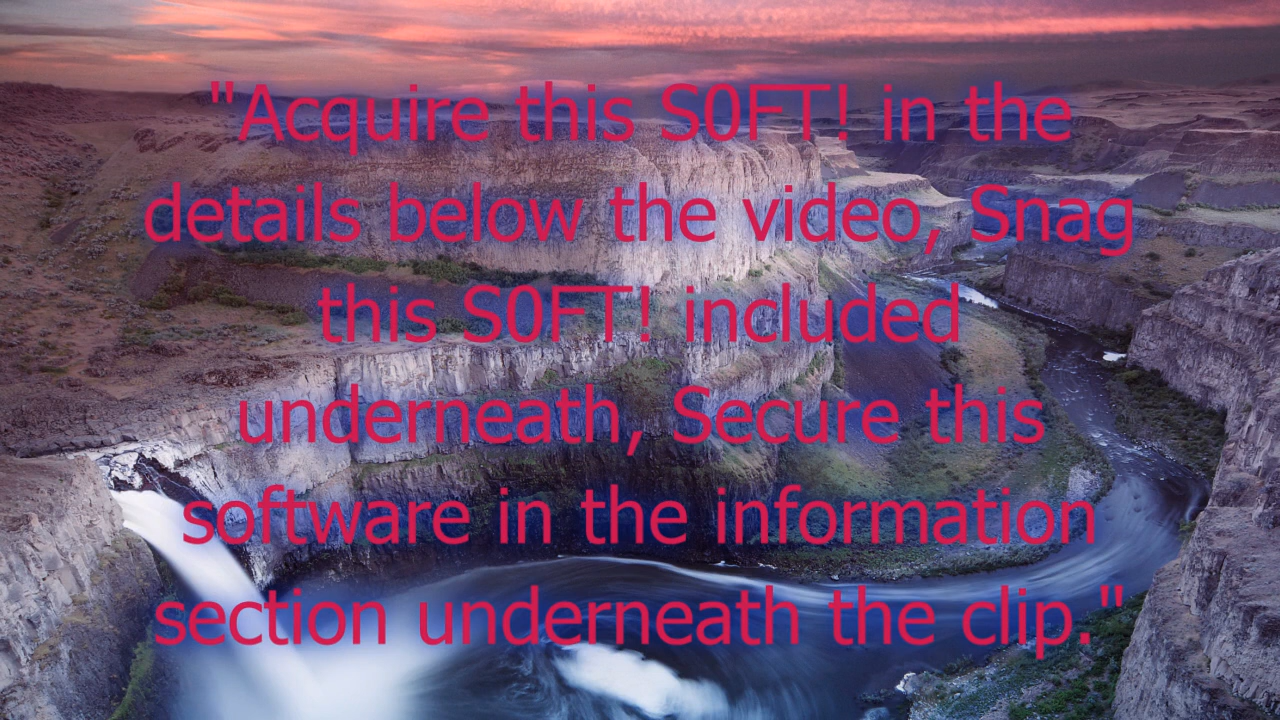 "Acquire this S0FT! in the
details below the video, Snag
this S0FT! included
underneath, Secure this
software in the information
section underneath the clip."